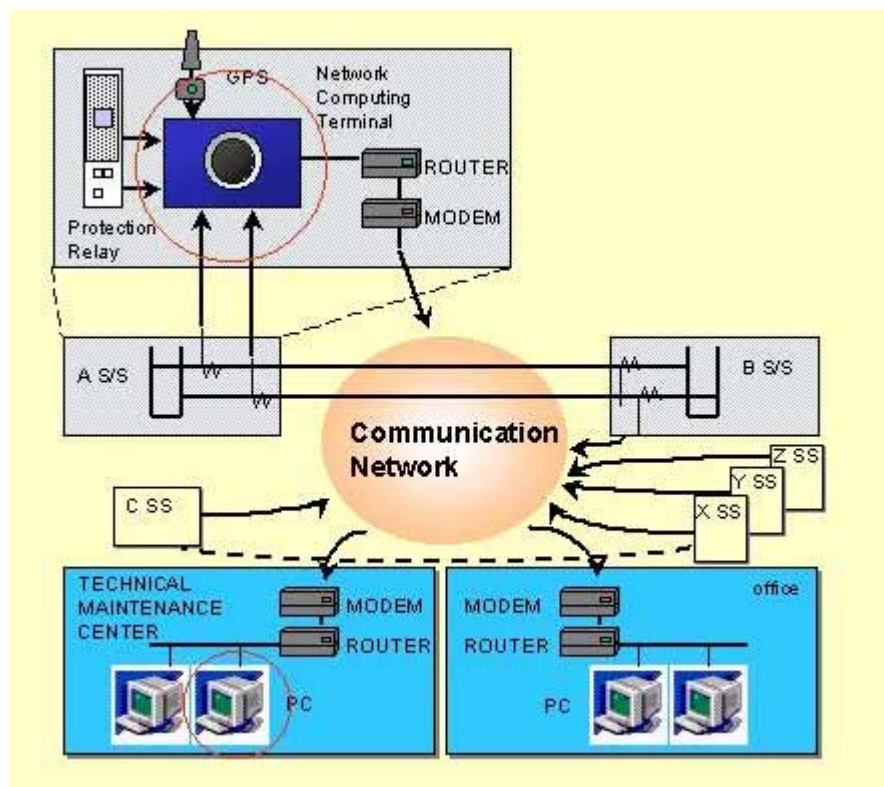 GPS
Network
Computing
Terminal
ROUTER
MODEM
Protection
Relay
A S/S
B S/S
Communication
Network
Z SS
Y SS
X SS
C SS
TECHNICAL
MAINTENANCE
CENTER
MODEM
ROUTER
PC
office
MODEM
ROUTER
PC